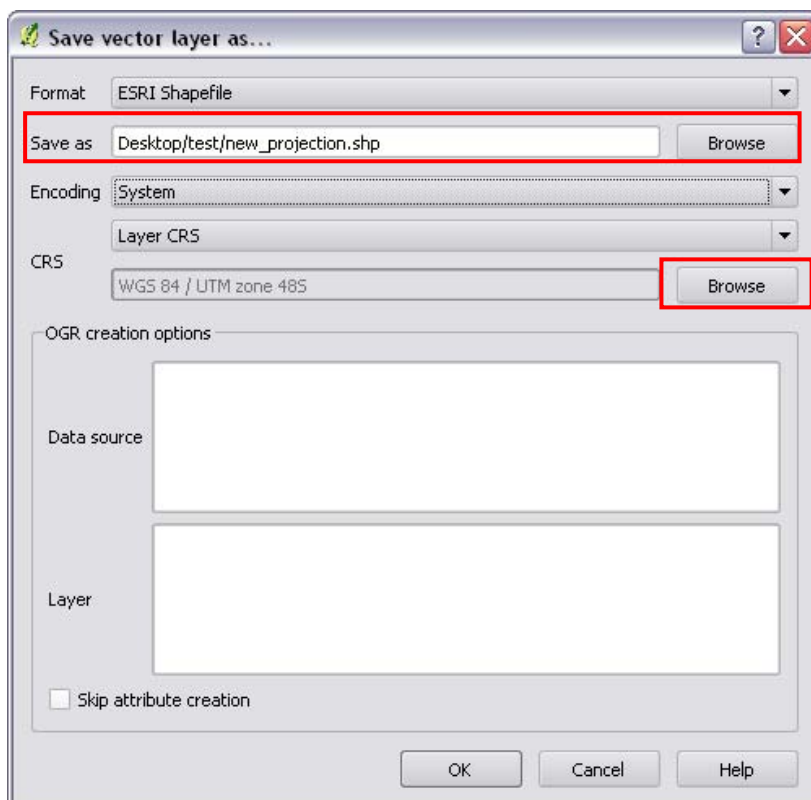 Save vector layer as...
?
Format ESRI Shapefile
Save as Desktop/test/new_projection.shp Browse
Encoding System
Layer CRS
CRS
WGS 84 / UTM zone 48S Browse
OGR creation options
Data source
Layer
Skip attribute creation
OK Cancel Help